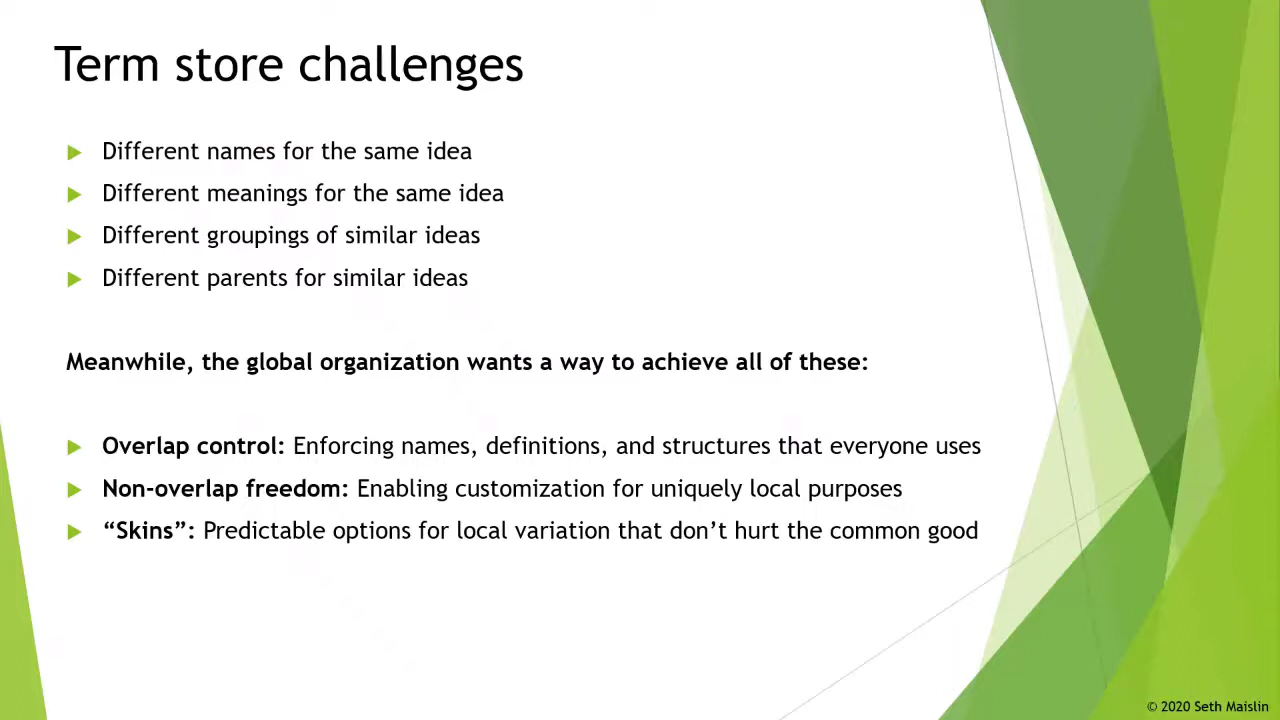 Term store challenges
Different names for the same idea
Different meanings for the same idea
Different groupings of similar ideas
Different parents for similar ideas
Meanwhile, the global organization wants a way to achieve all of these:
Overlap control: Enforcing names, definitions, and structures that everyone uses
Non-overlap freedom: Enabling customization for uniquely local purposes
“Skins”: Predictable options for local variation that don’t hurt the common good
© 2020 Seth Maislin